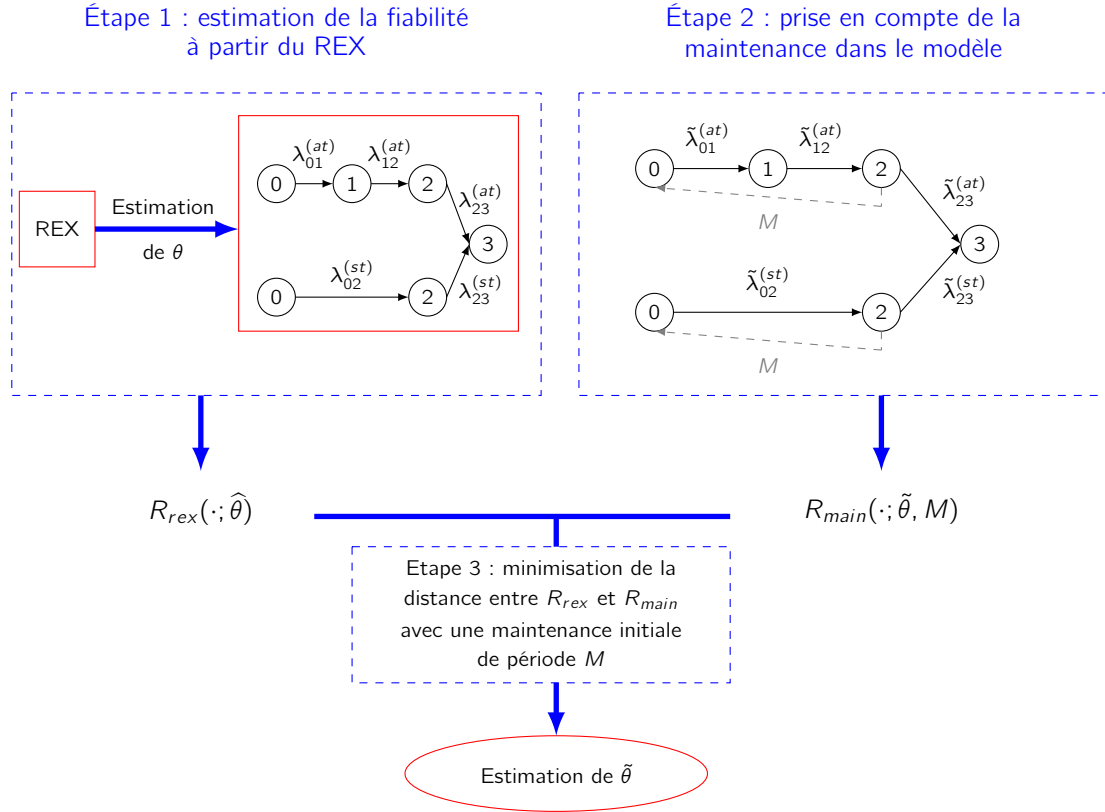 Étape 1 : estimation de la fiabilité
à partir du REX
Étape 2 : prise en compte de la
maintenance dans le modèle
REX
Estimation
de θ
0
λ₀₁^(at)
1
λ₁₂^(at)
2
λ₂₃^(at)
3
0
λ₀₂^(st)
2
λ₂₃^(st)
0
λ̃₀₁^(at)
1
λ̃₁₂^(at)
2
M
λ̃₂₃^(at)
3
0
λ̃₀₂^(st)
2
M
λ̃₂₃^(st)
R_rex(·; θ̂)
R_main(·; θ̃, M)
Etape 3 : minimisation de la
distance entre R_rex et R_main
avec une maintenance initiale
de période M
Estimation de θ̃